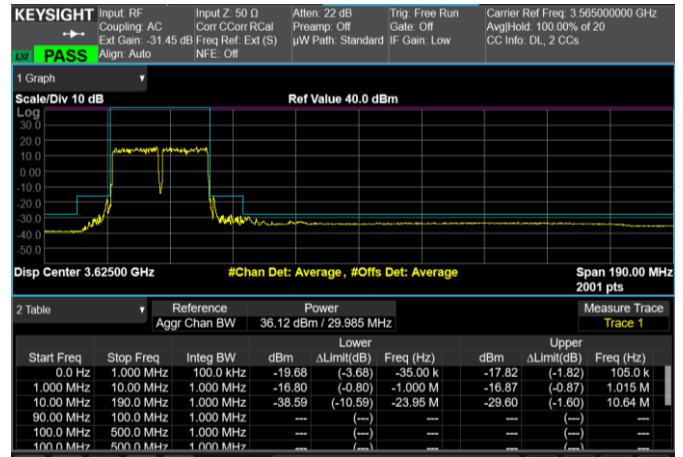 KEYSIGHT Input: RF Input Z: 50 Ω Atten: 22 dB Trig: Free Run Carrier Ref Freq: 3.565000000 GHz
Coupling: AC Corr CCorr RCal Preamp: Off Gate: Off Avg|Hold: 100.00% of 20
Ext Gain: -31.45 dB Freq Ref: Ext (S) µW Path: Standard IF Gain: Low CC Info: DL, 2 CCs
LXI PASS Align: Auto NFE: Off
1 Graph
Scale/Div 10 dB Ref Value 40.0 dBm
Log
30.0
20.0
10.0
0.00
-10.0
-20.0
-30.0
-40.0
-50.0
Disp Center 3.62500 GHz #Chan Det: Average, #Offs Det: Average Span 190.00 MHz
2001 pts
2 Table Reference Power Measure Trace
Aggr Chan BW 36.12 dBm / 29.985 MHz Trace 1
Lower Upper
Start Freq Stop Freq Integ BW dBm ΔLimit(dB) Freq (Hz) dBm ΔLimit(dB) Freq (Hz)
0.0 Hz 1.000 MHz 100.0 kHz -19.68 (-3.68) -35.00 k -17.82 (-1.82) 105.0 k
1.000 MHz 10.00 MHz 1.000 MHz -16.80 (-0.80) -1.000 M -16.87 (-0.87) 1.015 M
10.00 MHz 190.0 MHz 1.000 MHz -38.59 (-10.59) -23.95 M -29.60 (-1.60) 10.64 M
90.00 MHz 100.0 MHz 1.000 MHz --- (---) --- --- (---) ---
100.0 MHz 500.0 MHz 1.000 MHz --- (---) --- --- (---) ---
100.0 MHz 500.0 MHz 1.000 MHz --- (---) --- --- (---) ---